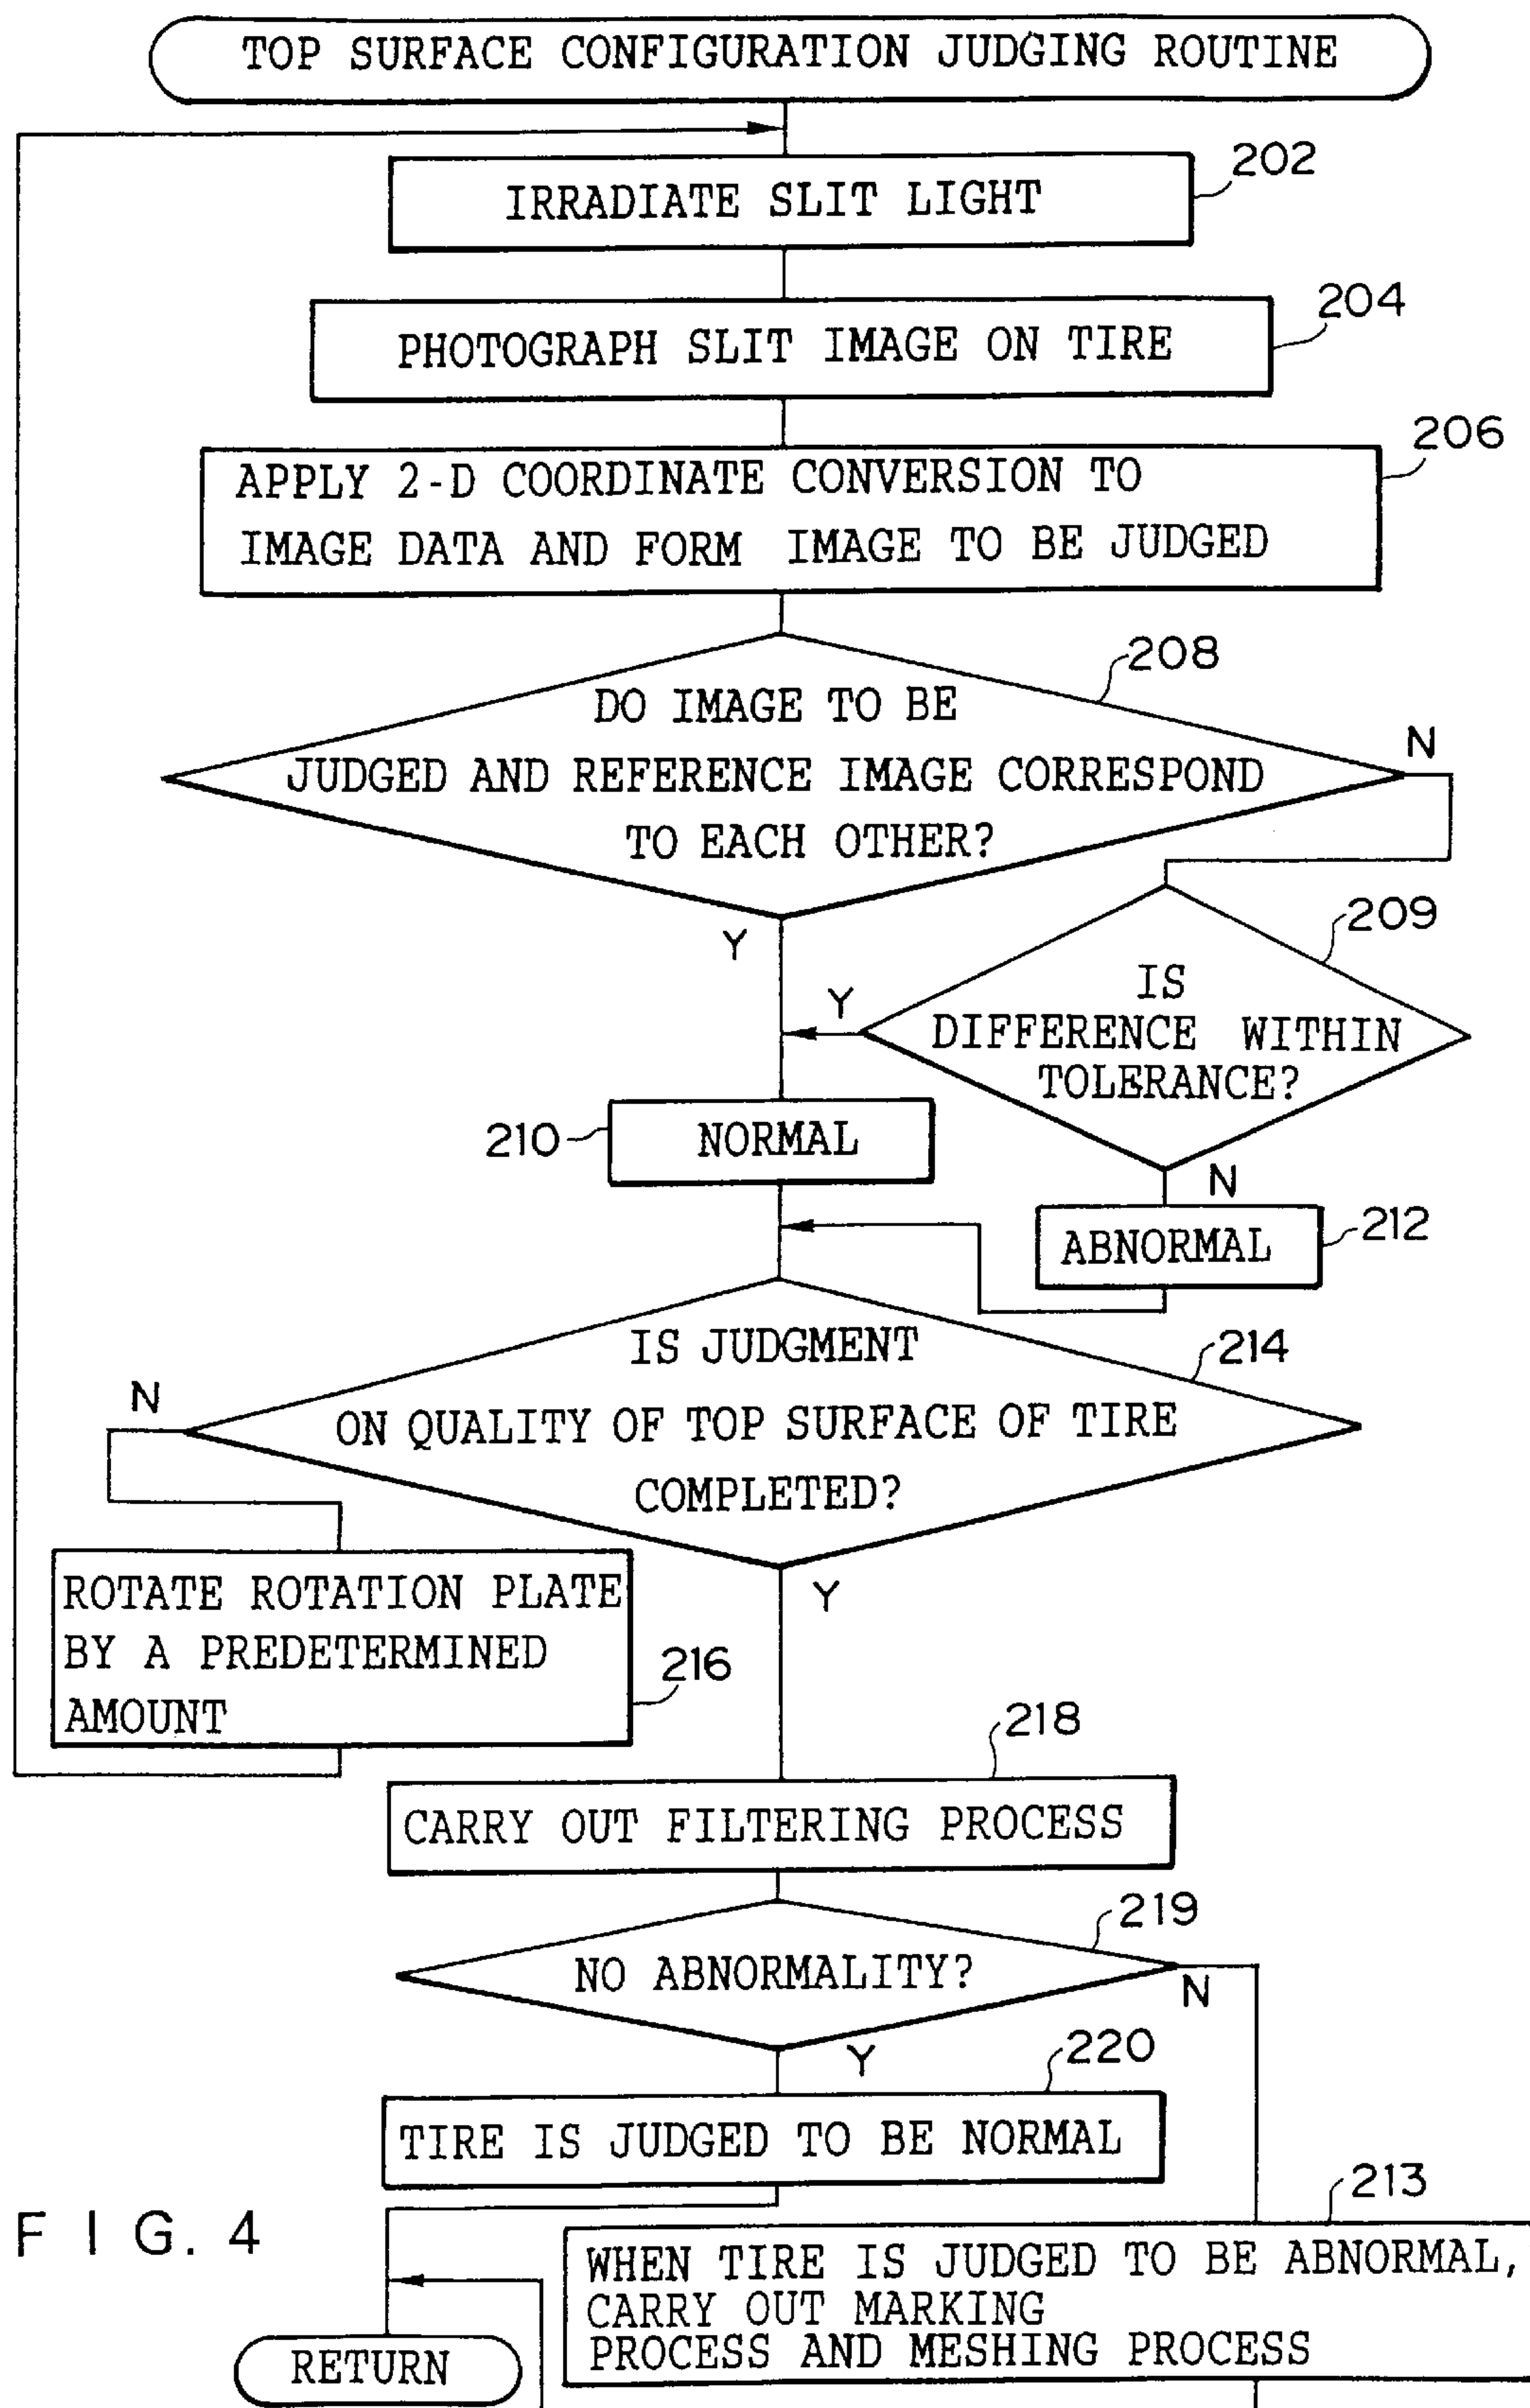 TOP SURFACE CONFIGURATION JUDGING ROUTINE
202
IRRADIATE SLIT LIGHT
204
PHOTOGRAPH SLIT IMAGE ON TIRE
206
APPLY 2-D COORDINATE CONVERSION TO
IMAGE DATA AND FORM IMAGE TO BE JUDGED
208
DO IMAGE TO BE
JUDGED AND REFERENCE IMAGE CORRESPOND
TO EACH OTHER?
N
Y
209
IS
DIFFERENCE WITHIN
TOLERANCE?
Y
N
210
NORMAL
212
ABNORMAL
214
IS JUDGMENT
ON QUALITY OF TOP SURFACE OF TIRE
COMPLETED?
N
Y
ROTATE ROTATION PLATE
BY A PREDETERMINED
AMOUNT
216
218
CARRY OUT FILTERING PROCESS
219
NO ABNORMALITY?
N
Y
220
TIRE IS JUDGED TO BE NORMAL
213
WHEN TIRE IS JUDGED TO BE ABNORMAL,
CARRY OUT MARKING
PROCESS AND MESHING PROCESS
RETURN
FIG. 4